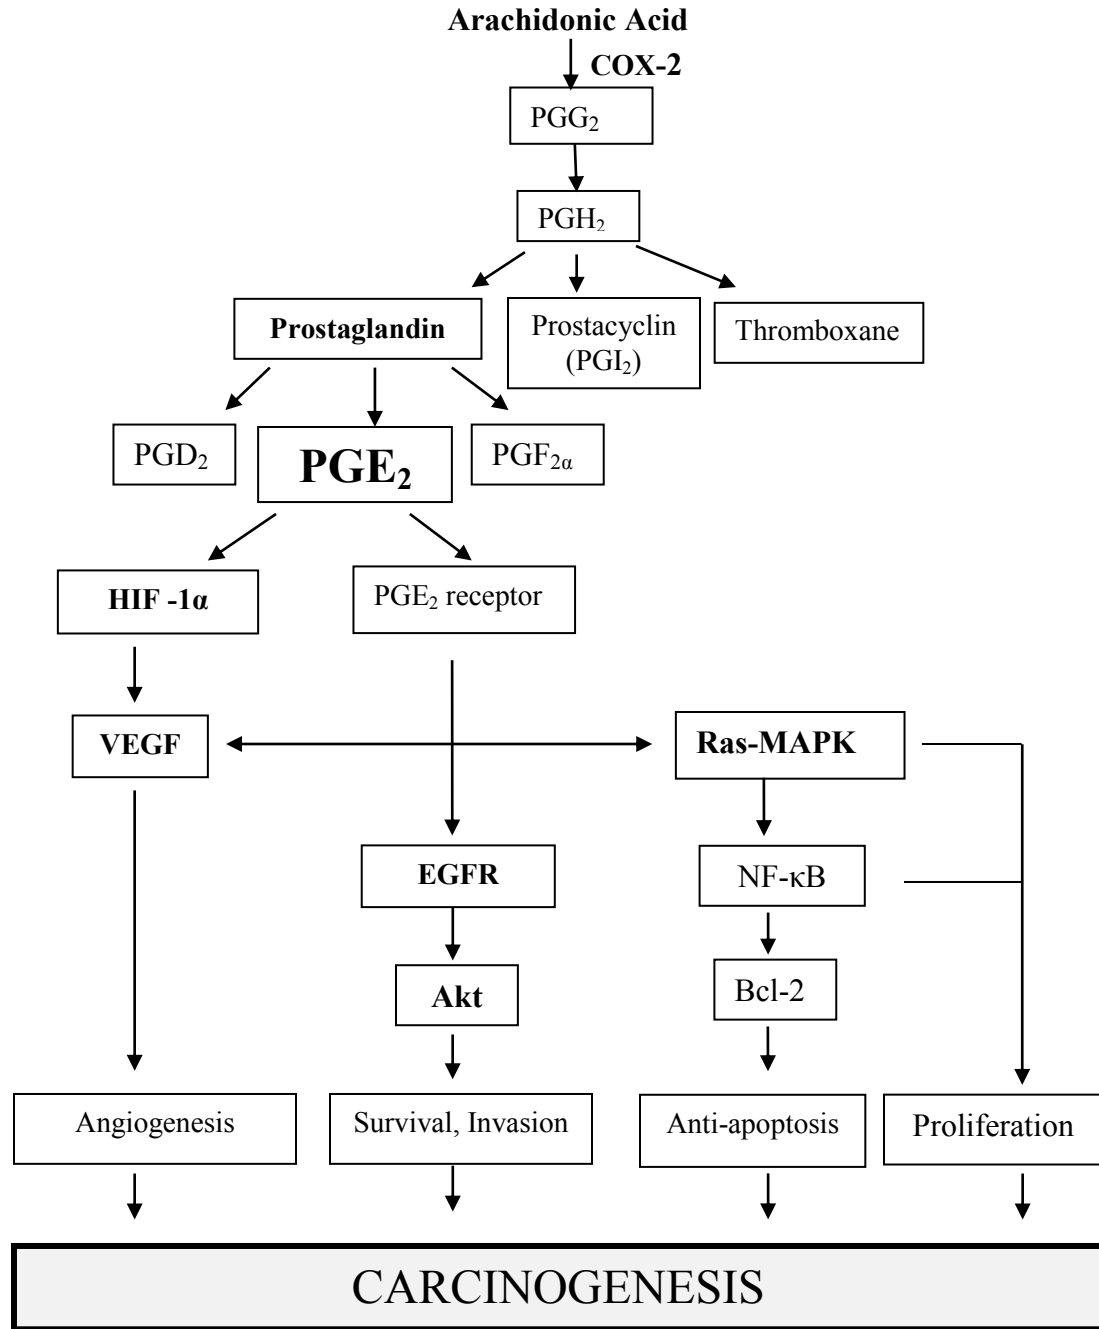 Arachidonic Acid
COX-2
PGG₂
PGH₂
Prostaglandin
Prostacyclin
(PGI₂)
Thromboxane
PGD₂
PGE₂
PGF₂α
HIF -1α
PGE₂ receptor
VEGF
Ras-MAPK
EGFR
NF-κB
Akt
Bcl-2
Angiogenesis
Survival, Invasion
Anti-apoptosis
Proliferation
CARCINOGENESIS